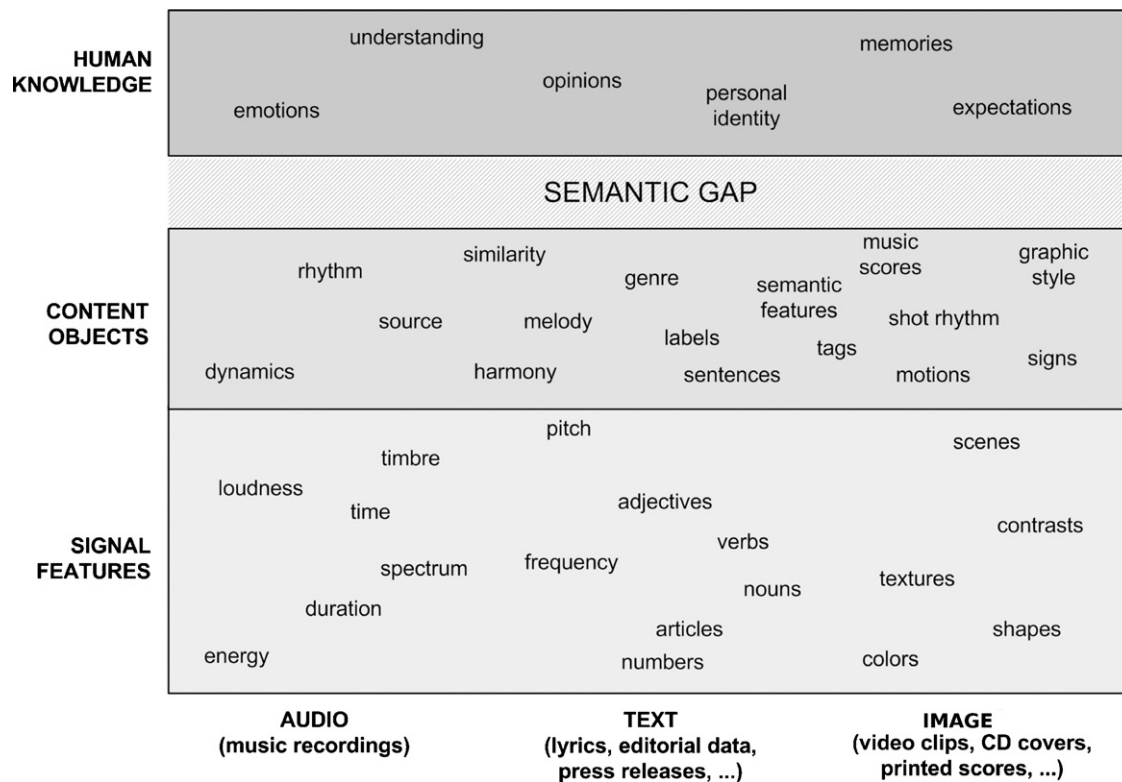 HUMAN
KNOWLEDGE
understanding
memories
opinions
personal
identity
emotions
expectations
SEMANTIC GAP
CONTENT
OBJECTS
music
scores
graphic
style
similarity
rhythm
genre
semantic
features
source
melody
shot rhythm
labels
tags
signs
dynamics
harmony
sentences
motions
SIGNAL
FEATURES
pitch
scenes
timbre
loudness
time
adjectives
contrasts
verbs
frequency
spectrum
textures
nouns
duration
articles
shapes
energy
numbers
colors
AUDIO
(music recordings)
TEXT
(lyrics, editorial data,
press releases, ...)
IMAGE
(video clips, CD covers,
printed scores, ...)